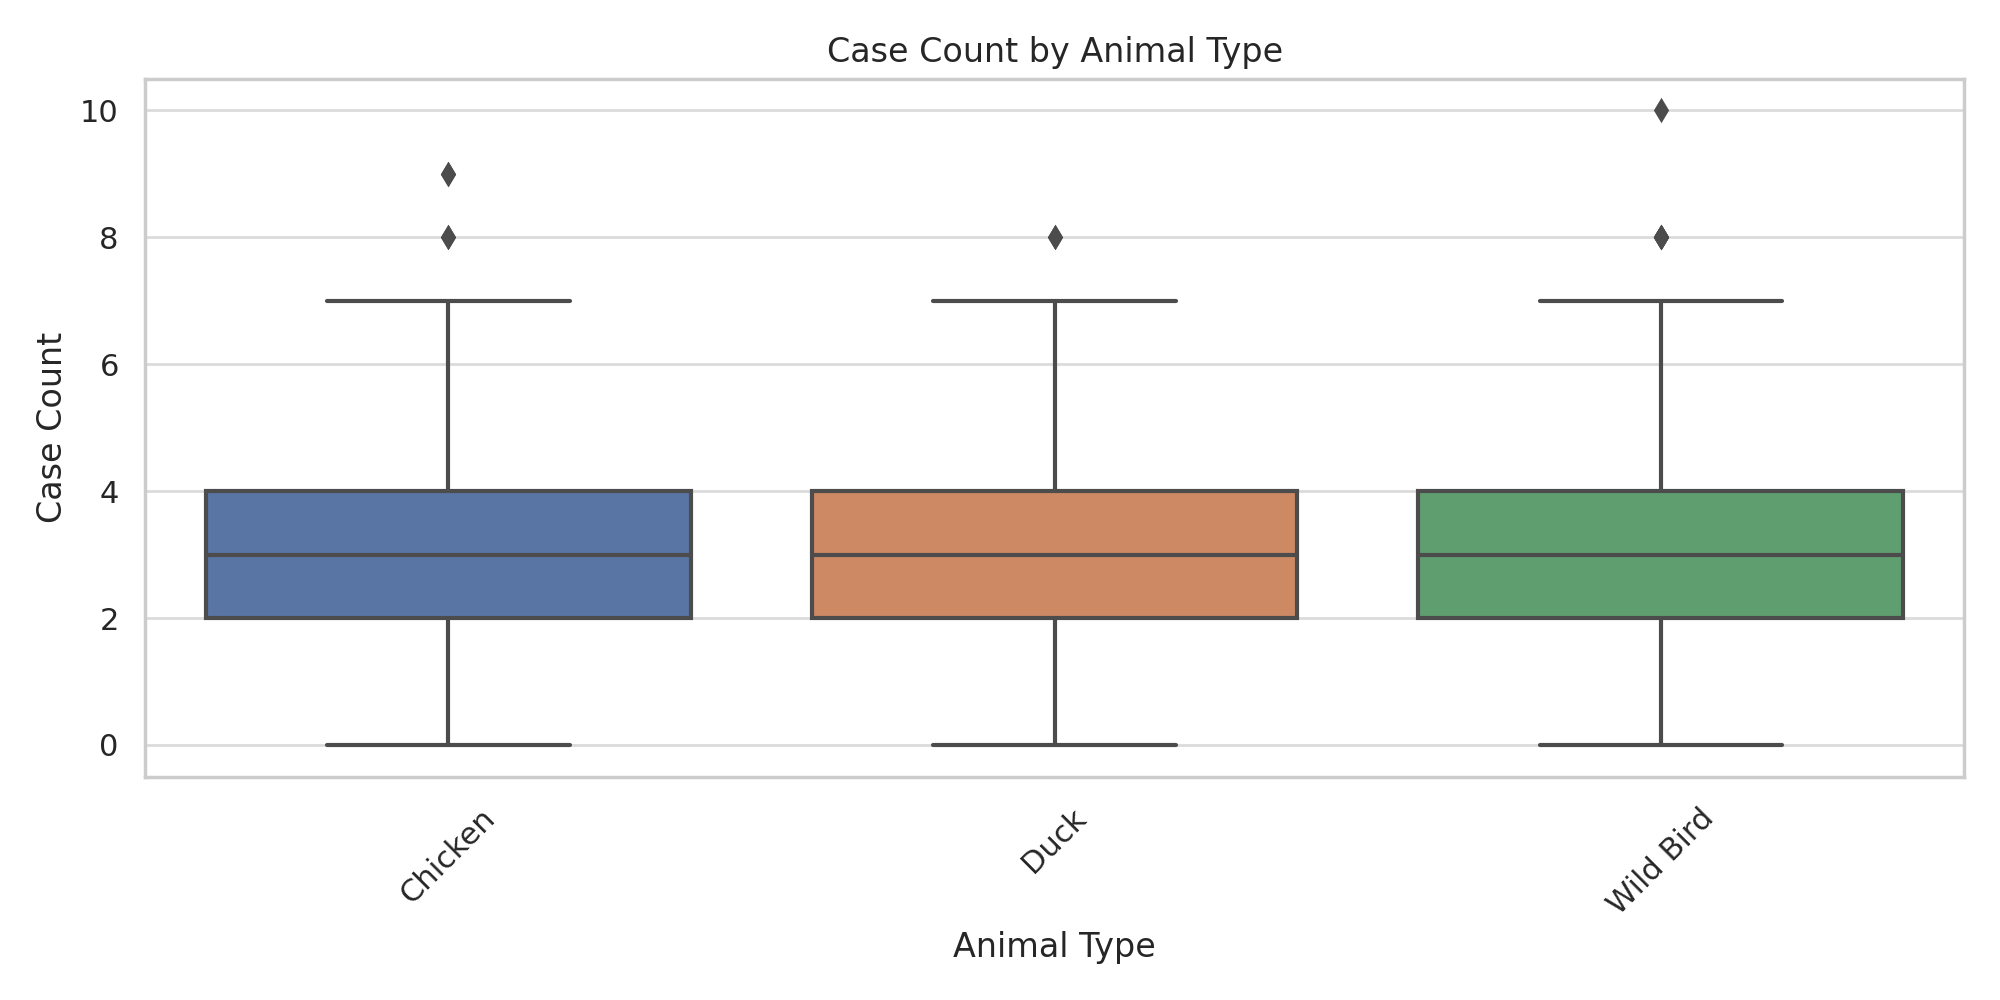 Case Count by Animal Type
10
8
6
4
2
0
Case Count
Chicken
Duck
Wild Bird
Animal Type